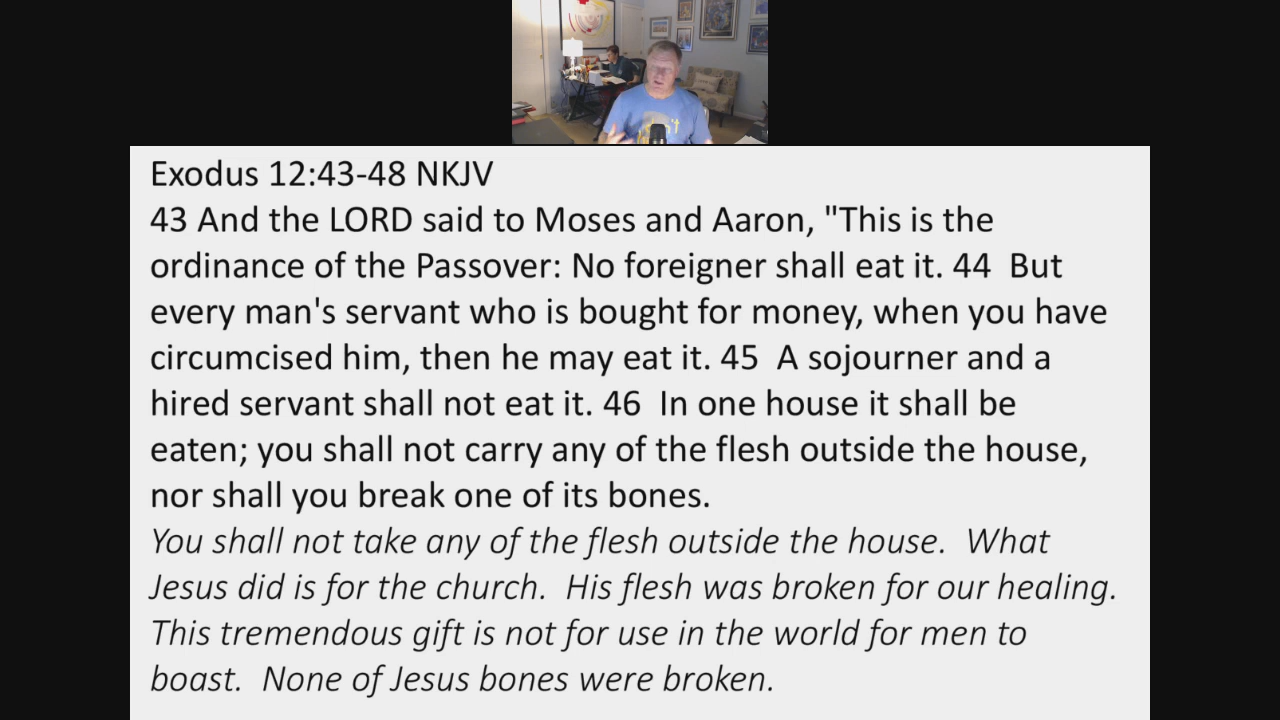 Exodus 12:43-48 NKJV
43 And the LORD said to Moses and Aaron, "This is the
ordinance of the Passover: No foreigner shall eat it. 44  But
every man's servant who is bought for money, when you have
circumcised him, then he may eat it. 45  A sojourner and a
hired servant shall not eat it. 46  In one house it shall be
eaten; you shall not carry any of the flesh outside the house,
nor shall you break one of its bones.
You shall not take any of the flesh outside the house.  What
Jesus did is for the church.  His flesh was broken for our healing.
This tremendous gift is not for use in the world for men to
boast.  None of Jesus bones were broken.